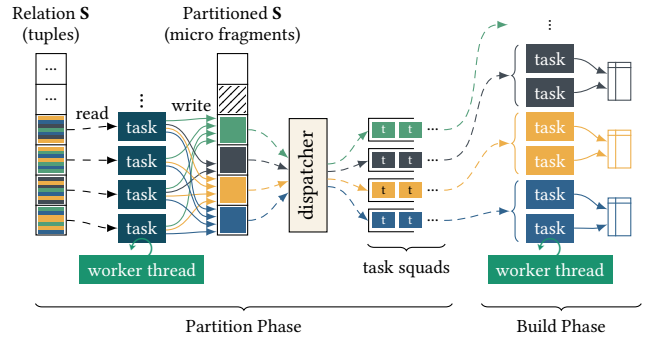 Relation S
(tuples)
Partitioned S
(micro fragments)
...
...
read
write
...
task
task
task
task
worker thread
dispatcher
t t ...
t t ...
t t ...
t t ...
task squads
...
task
task
task
task
task
task
worker thread
Partition Phase
Build Phase